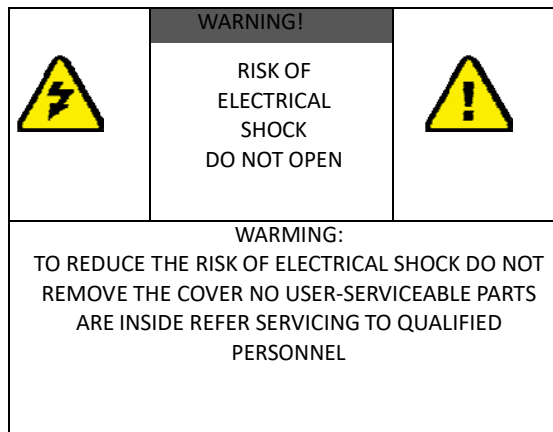 WARNING!
RISK OF
ELECTRICAL
SHOCK
DO NOT OPEN
WARMING:
TO REDUCE THE RISK OF ELECTRICAL SHOCK DO NOT
REMOVE THE COVER NO USER-SERVICEABLE PARTS
ARE INSIDE REFER SERVICING TO QUALIFIED
PERSONNEL